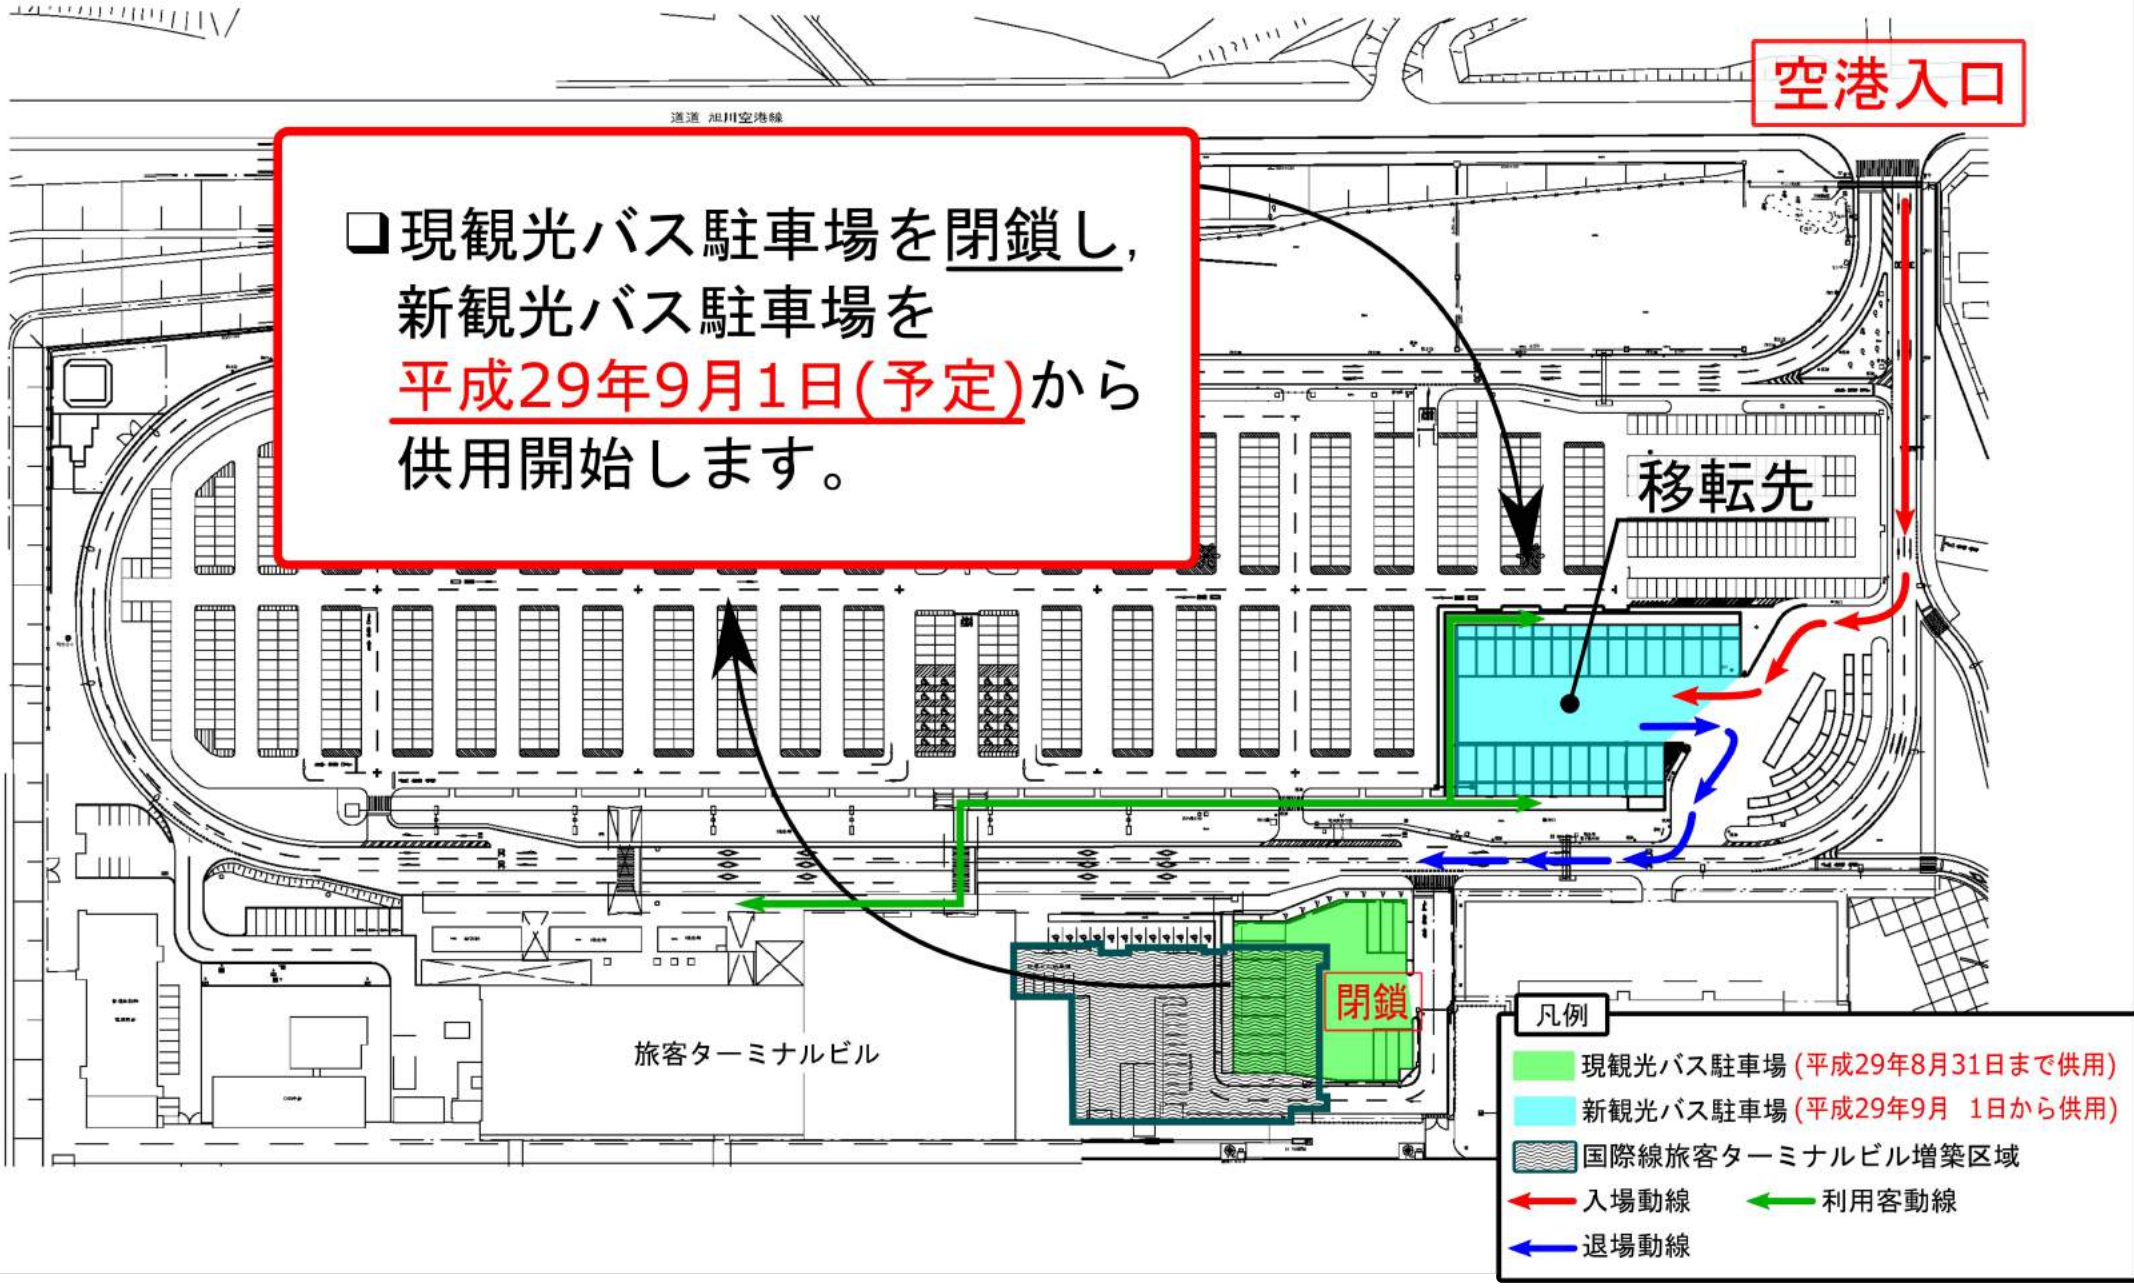 空港入口
道道 旭川空港線
❑現観光バス駐車場を閉鎖し,
新観光バス駐車場を
平成29年9月1日(予定)から
供用開始します。
移転先
閉鎖
旅客ターミナルビル
凡例
現観光バス駐車場 (平成29年8月31日まで供用)
新観光バス駐車場 (平成29年9月 1日から供用)
国際線旅客ターミナルビル増築区域
入場動線 利用客動線
退場動線